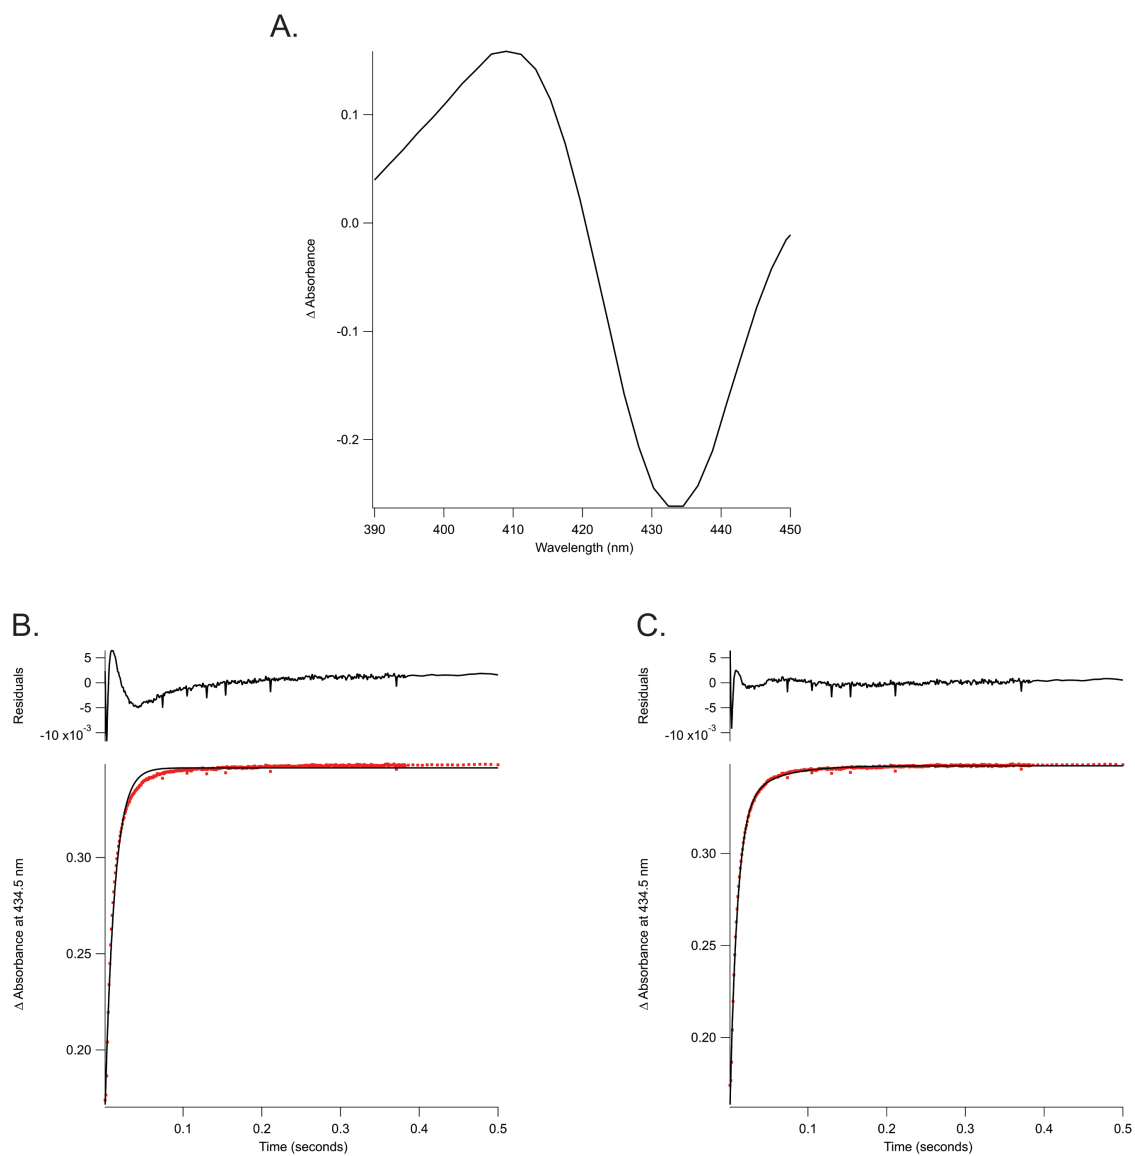 A.
0.1
0.0
-0.1
-0.2
Δ Absorbance
390 400 410 420 430 440 450
Wavelength (nm)
B.
5
0
-5
-10 x10-3
Residuals
0.30
0.25
0.20
Δ Absorbance at 434.5 nm
0.1 0.2 0.3 0.4 0.5
Time (seconds)
C.
5
0
-5
-10 x10-3
Residuals
0.30
0.25
0.20
Δ Absorbance at 434.5 nm
0.1 0.2 0.3 0.4 0.5
Time (seconds)